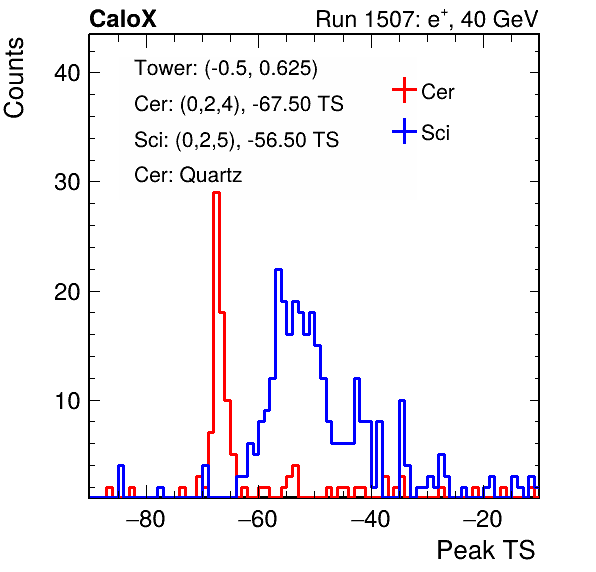 CaloX Run 1507: e⁺, 40 GeV
Counts
Tower: (-0.5, 0.625)
Cer: (0,2,4), -67.50 TS
Sci: (0,2,5), -56.50 TS
Cer: Quartz
Cer
Sci
40
30
20
10
−80 −60 −40 −20
Peak TS